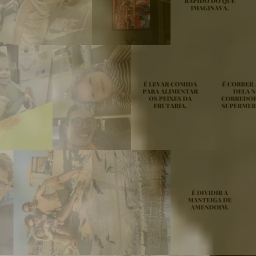 RÁPIDO DO QUE
IMAGINAVA.
É LEVAR COMIDA
PARA ALIMENTAR
OS PEIXES DA
FRUTARIA.
É CORRER
DELA N
CORREDO
SUPERMER
É DIVIDIR A
MANTEIGA DE
AMENDOIM.